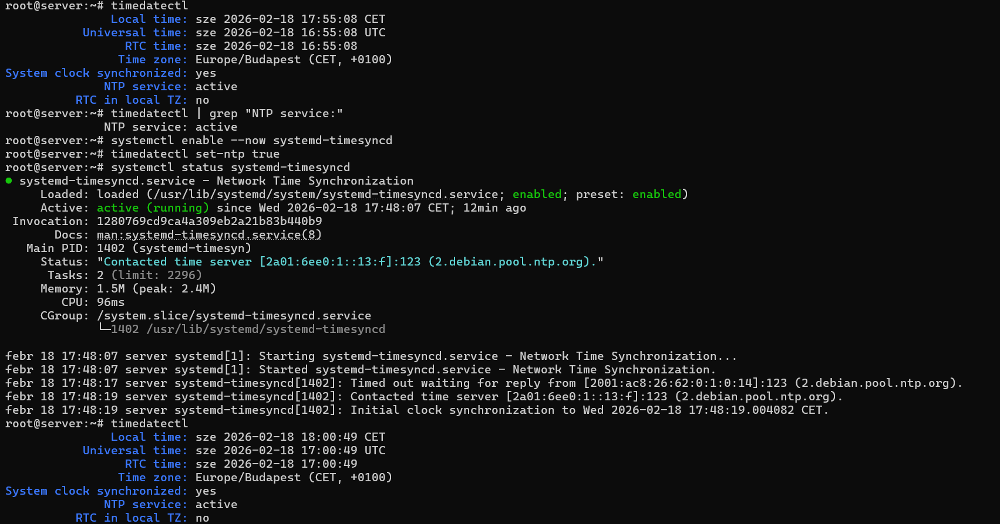 root@server:~# timedatectl
Local time: sze 2026-02-18 17:55:08 CET
Universal time: sze 2026-02-18 16:55:08 UTC
RTC time: sze 2026-02-18 16:55:08
Time zone: Europe/Budapest (CET, +0100)
System clock synchronized: yes
NTP service: active
RTC in local TZ: no
root@server:~# timedatectl | grep "NTP service:"
NTP service: active
root@server:~# systemctl enable --now systemd-timesyncd
root@server:~# timedatectl set-ntp true
root@server:~# systemctl status systemd-timesyncd
● systemd-timesyncd.service - Network Time Synchronization
Loaded: loaded (/usr/lib/systemd/system/systemd-timesyncd.service; enabled; preset: enabled)
Active: active (running) since Wed 2026-02-18 17:48:07 CET; 12min ago
Invocation: 1280769cd9ca4a309eb2a21b83b440b9
Docs: man:systemd-timesyncd.service(8)
Main PID: 1402 (systemd-timesyn)
Status: "Contacted time server [2a01:6ee0:1::13:f]:123 (2.debian.pool.ntp.org)."
Tasks: 2 (limit: 2296)
Memory: 1.5M (peak: 2.4M)
CPU: 96ms
CGroup: /system.slice/systemd-timesyncd.service
└─1402 /usr/lib/systemd/systemd-timesyncd
febr 18 17:48:07 server systemd[1]: Starting systemd-timesyncd.service - Network Time Synchronization...
febr 18 17:48:07 server systemd[1]: Started systemd-timesyncd.service - Network Time Synchronization.
febr 18 17:48:17 server systemd-timesyncd[1402]: Timed out waiting for reply from [2001:ac8:26:62:0:1:0:14]:123 (2.debian.pool.ntp.org).
febr 18 17:48:19 server systemd-timesyncd[1402]: Contacted time server [2a01:6ee0:1::13:f]:123 (2.debian.pool.ntp.org).
febr 18 17:48:19 server systemd-timesyncd[1402]: Initial clock synchronization to Wed 2026-02-18 17:48:19.004082 CET.
root@server:~# timedatectl
Local time: sze 2026-02-18 18:00:49 CET
Universal time: sze 2026-02-18 17:00:49 UTC
RTC time: sze 2026-02-18 17:00:49
Time zone: Europe/Budapest (CET, +0100)
System clock synchronized: yes
NTP service: active
RTC in local TZ: no